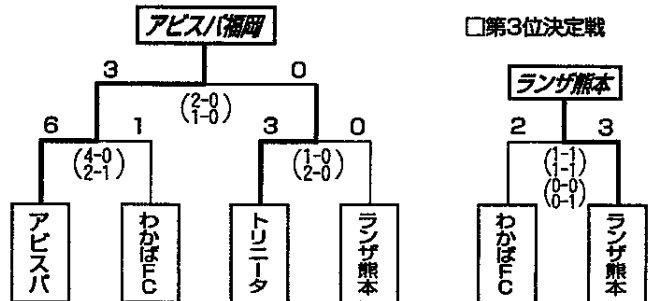 アビスパ福岡
□第3位決定戦
3 0
(2-0
1-0)
ランザ熊本
6 1
(4-0
2-1)
3 0
(1-0
2-0)
2 3
(1-1
1-1)
(0-0
0-1)
アビスパ
わかばFC
トリニータ
ランザ熊本
わかばFC
ランザ熊本